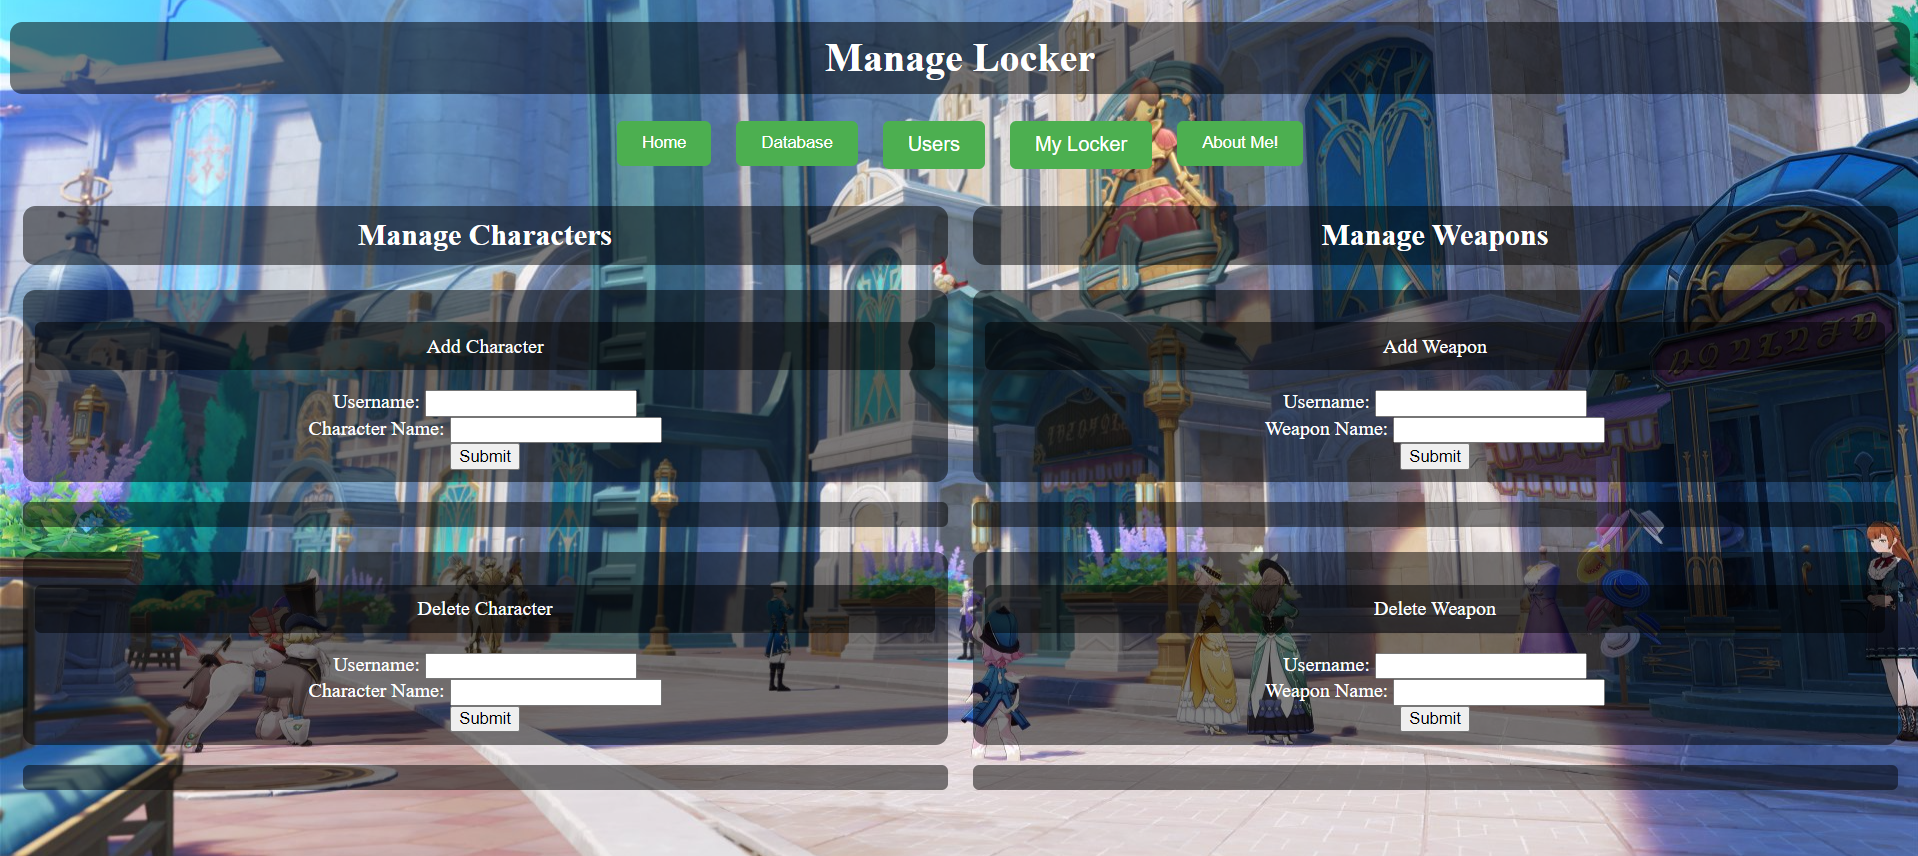 Manage Locker
Home Database Users My Locker About Me!
Manage Characters
Add Character
Username:
Character Name:
Submit
Delete Character
Username:
Character Name:
Submit
Manage Weapons
Add Weapon
Username:
Weapon Name:
Submit
Delete Weapon
Username:
Weapon Name:
Submit